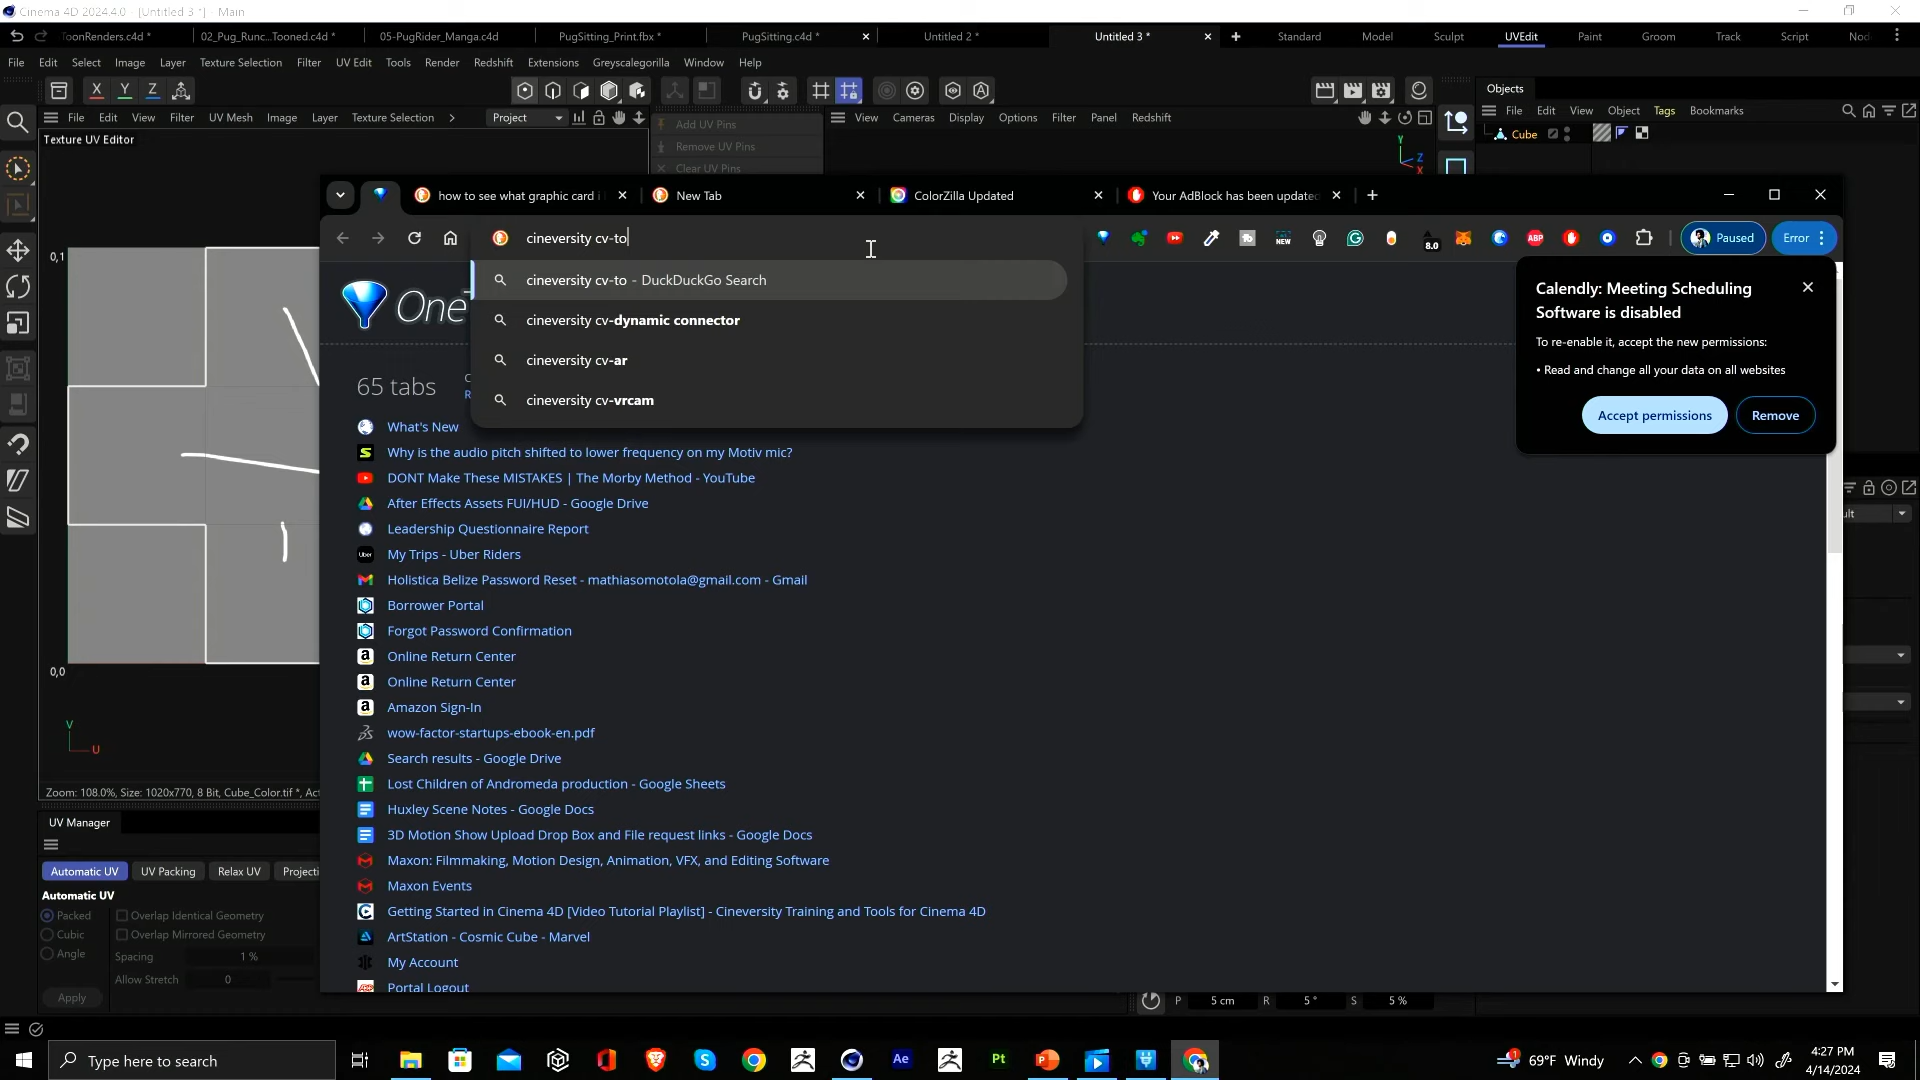 Cinema 4D 2024.4.0 - [Untitled 3 *] - Main
ToonRenders.c4d * 02_Pug_Runc...Tooned.c4d * 05-PugRider_Manga.c4d PugSitting_Print.fbx * PugSitting.c4d * Untitled 2 * Untitled 3 * Standard Model Sculpt UVEdit Paint Groom Track Script Nod
File Edit Select Image Layer Texture Selection Filter UV Edit Tools Render Redshift Extensions Greyscalegorilla Window Help
X Y Z
Objects
File Edit View Object Tags Bookmarks
File Edit View Filter UV Mesh Image Layer Texture Selection Project
Add UV Pins
Remove UV Pins
Clear UV Pins
View Cameras Display Options Filter Panel Redshift
Cube
Texture UV Editor
Y
Z
X
how to see what graphic card i New Tab ColorZilla Updated Your AdBlock has been updated
cineversity cv-to
NEW 8.0 ABP Paused Error
cineversity cv-to - DuckDuckGo Search
cineversity cv-dynamic connector
cineversity cv-ar
cineversity cv-vrcam
Calendly: Meeting Scheduling
Software is disabled
To re-enable it, accept the new permissions:
• Read and change all your data on all websites
Accept permissions Remove
0,1
0,0
V
U
65 tabs
What's New
Why is the audio pitch shifted to lower frequency on my Motiv mic?
DONT Make These MISTAKES | The Morby Method - YouTube
After Effects Assets FUI/HUD - Google Drive
Leadership Questionnaire Report
My Trips - Uber Riders
Holistica Belize Password Reset - mathiasomotola@gmail.com - Gmail
Borrower Portal
Forgot Password Confirmation
Online Return Center
Online Return Center
Amazon Sign-In
wow-factor-startups-ebook-en.pdf
Search results - Google Drive
Lost Children of Andromeda production - Google Sheets
Huxley Scene Notes - Google Docs
3D Motion Show Upload Drop Box and File request links - Google Docs
Maxon: Filmmaking, Motion Design, Animation, VFX, and Editing Software
Maxon Events
Getting Started in Cinema 4D [Video Tutorial Playlist] - Cineversity Training and Tools for Cinema 4D
ArtStation - Cosmic Cube - Marvel
My Account
Portal Logout
Zoom: 108.0%, Size: 1020x770, 8 Bit, Cube_Color.tif *, Act
UV Manager
Automatic UV UV Packing Relax UV Projecti
Automatic UV
Packed Overlap Identical Geometry
Cubic Overlap Mirrored Geometry
Angle Spacing 1 %
Allow Stretch 0
Apply
P 5 cm R 5 ° S 5 %
Type here to search
Ae Pt
69°F Windy
4:27 PM
4/14/2024